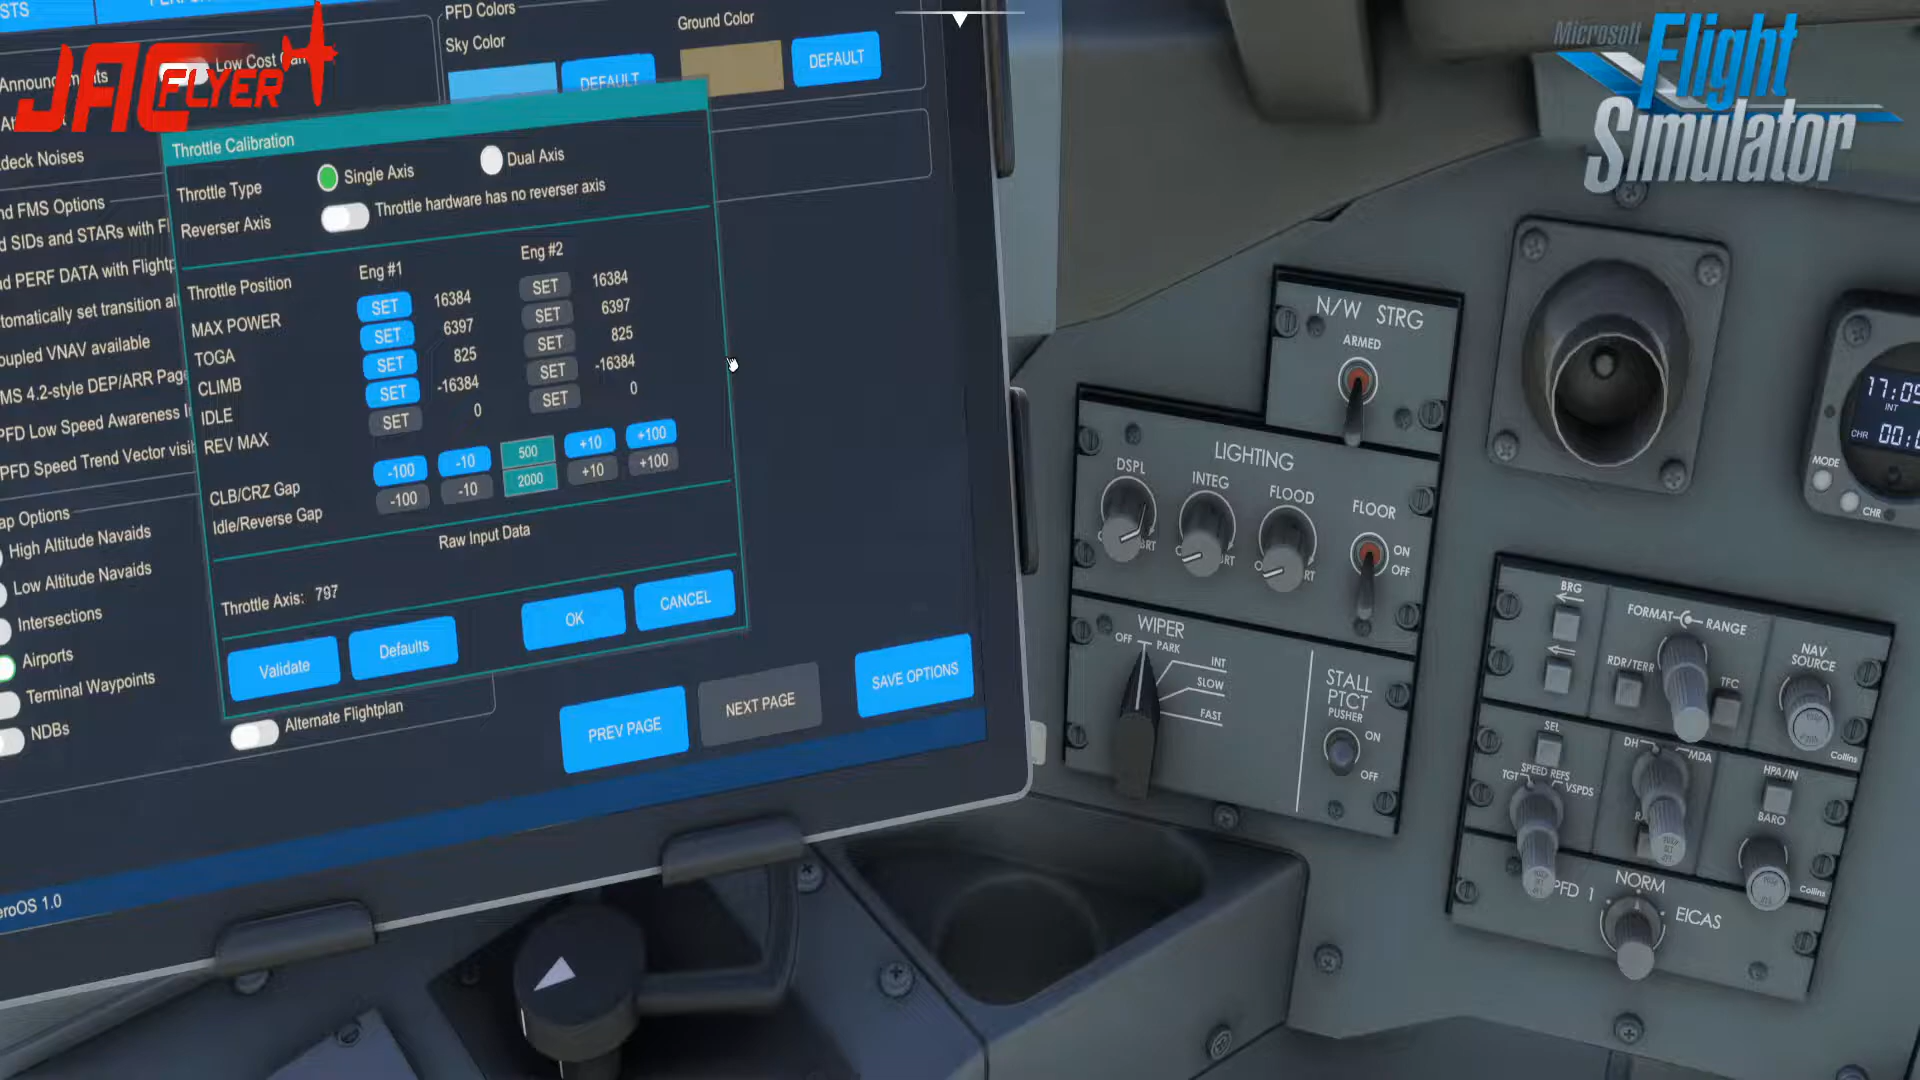 STS
PFD Colors
Sky Color
Ground Color
DEFAULT
DEFAULT
Low Cost
JAC FLYER
Microsoft
Flight
Simulator
Throttle Calibration
Throttle Type
Single Axis
Dual Axis
Reverser Axis
Throttle hardware has no reverser axis
Throttle Position
Eng #1
Eng #2
MAX POWER
SET
16384
SET
16384
TOGA
SET
6397
SET
6397
CLIMB
SET
825
SET
825
IDLE
SET
-16384
SET
-16384
REV MAX
SET
0
SET
0
CLB/CRZ Gap
-100
-10
500
+10
+100
Idle/Reverse Gap
-100
-10
2000
+10
+100
Raw Input Data
Throttle Axis: 797
Validate
Defaults
OK
CANCEL
deck Noises
nd FMS Options
d SIDs and STARs with Fl
d PERF DATA with Flightp
tomatically set transition al
oupled VNAV available
MS 4.2-style DEP/ARR Page
PFD Low Speed Awareness I
PFD Speed Trend Vector visi
ap Options
High Altitude Navaids
Low Altitude Navaids
Intersections
Airports
Terminal Waypoints
NDBs
Alternate Flightplan
PREV PAGE
NEXT PAGE
SAVE OPTIONS
eroOS 1.0
N/W STRG
ARMED
LIGHTING
DSPL
INTEG
FLOOD
FLOOR
ON
OFF
WIPER
OFF
PARK
INT
SLOW
FAST
STALL
PTCT
PUSHER
ON
OFF
INT
CHR
MODE
CHR
BRG
FORMAT
RANGE
RDR/TERR
TFC
NAV
SOURCE
Collins
SEL
SPEED REFS
TGT
VSPDS
DH
MDA
HPA/IN
BARO
Collins
PFD 1
NORM
EICAS